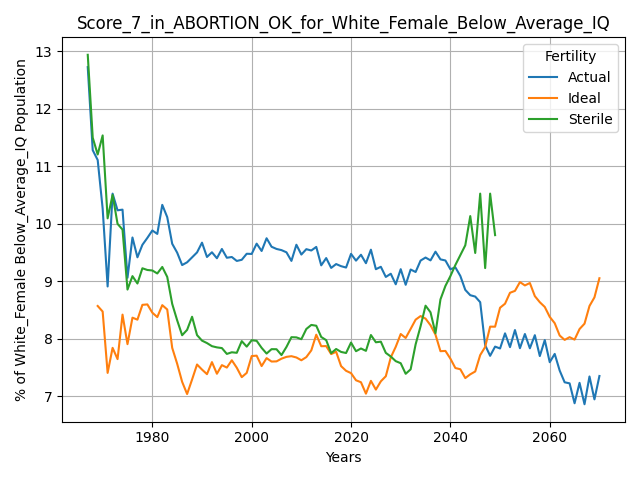 Score_7_in_ABORTION_OK_for_White_Female_Below_Average_IQ
% of White_Female Below_Average_IQ Population
13
12
11
10
9
8
7
Fertility
Actual
Ideal
Sterile
1980
2000
2020
2040
2060
Years